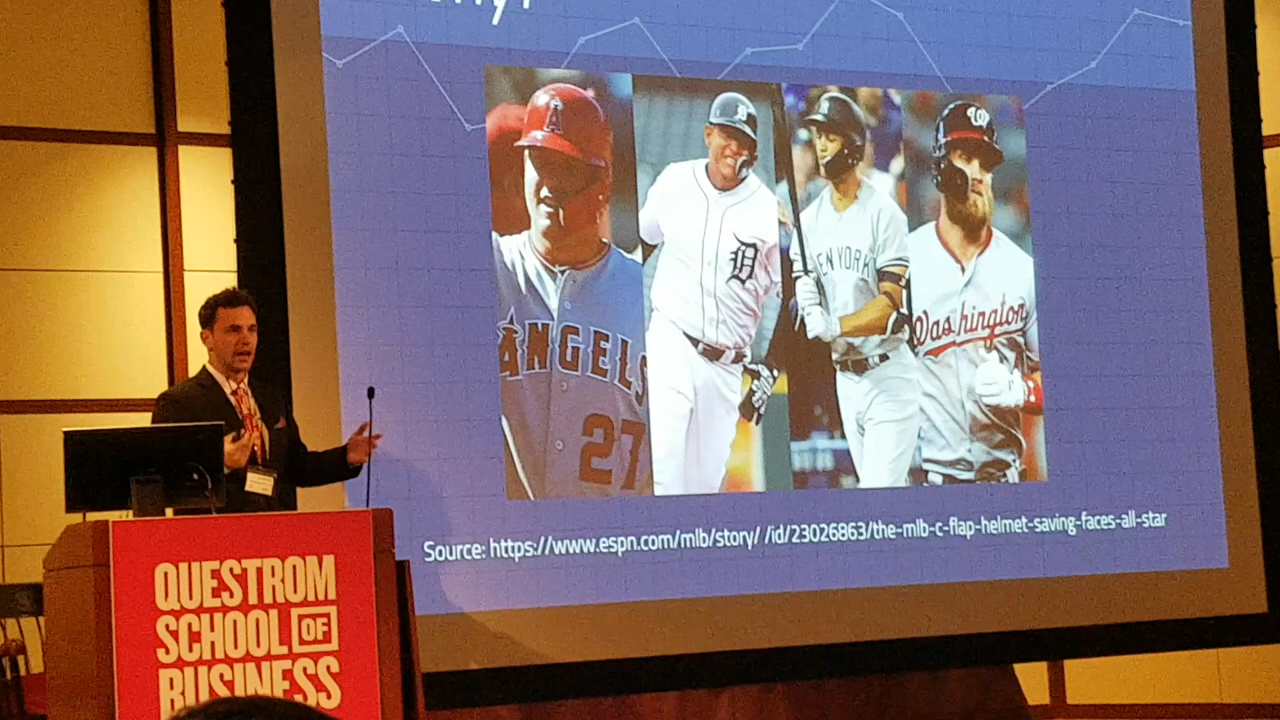 ANGELS
27
D
NEW YORK
Washington
W
A
Source: https://www.espn.com/mlb/story/ /id/23026863/the-mlb-c-flap-helmet-saving-faces-all-star
QUESTROM
SCHOOL OF
BUSINESS